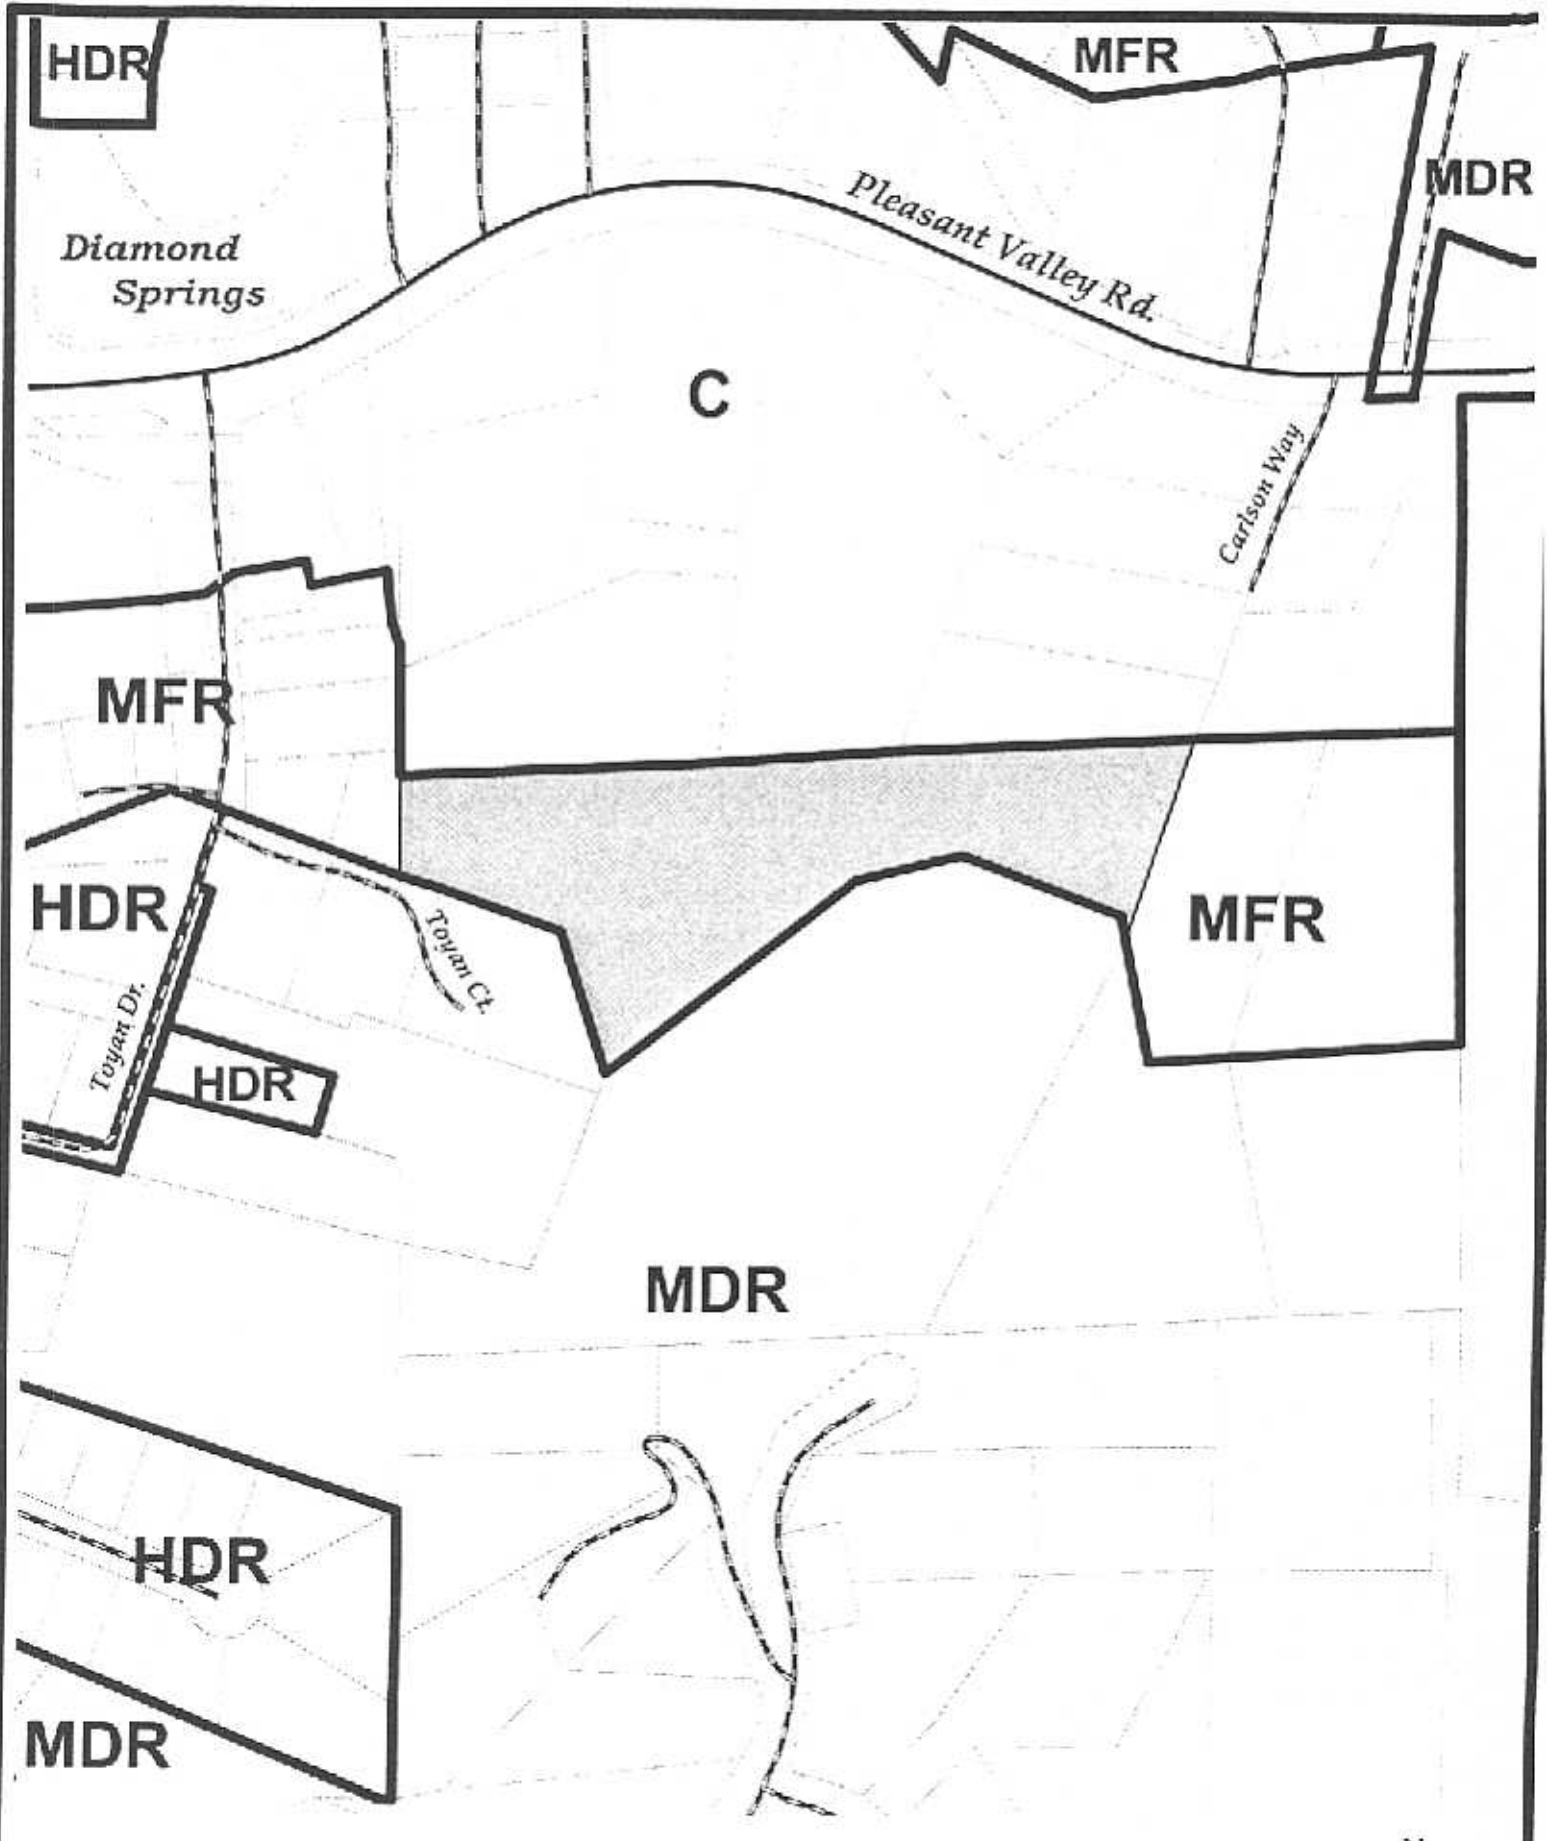 HDR
MFR
MDR
Diamond
Springs
Pleasant Valley Rd.
C
Carlson Way
MFR
HDR
MFR
Toyan Ct.
Toyan Dr.
HDR
MDR
HDR
MDR